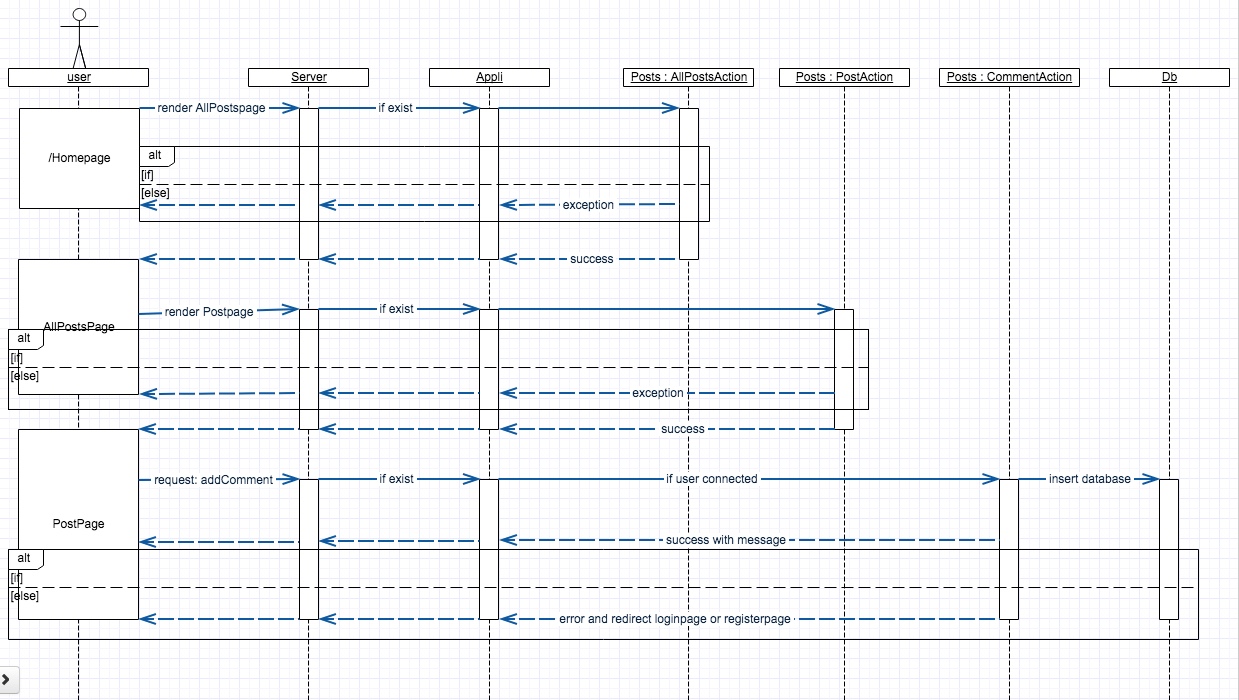 user
Server
Appli
Posts : AllPostsAction
Posts : PostAction
Posts : CommentAction
Db
render AllPostspage
if exist
/Homepage
alt
[if]
[else]
exception
success
render Postpage
if exist
AllPostsPage
alt
[if]
[else]
exception
success
request: addComment
if exist
if user connected
insert database
PostPage
success with message
alt
[if]
[else]
error and redirect loginpage or registerpage